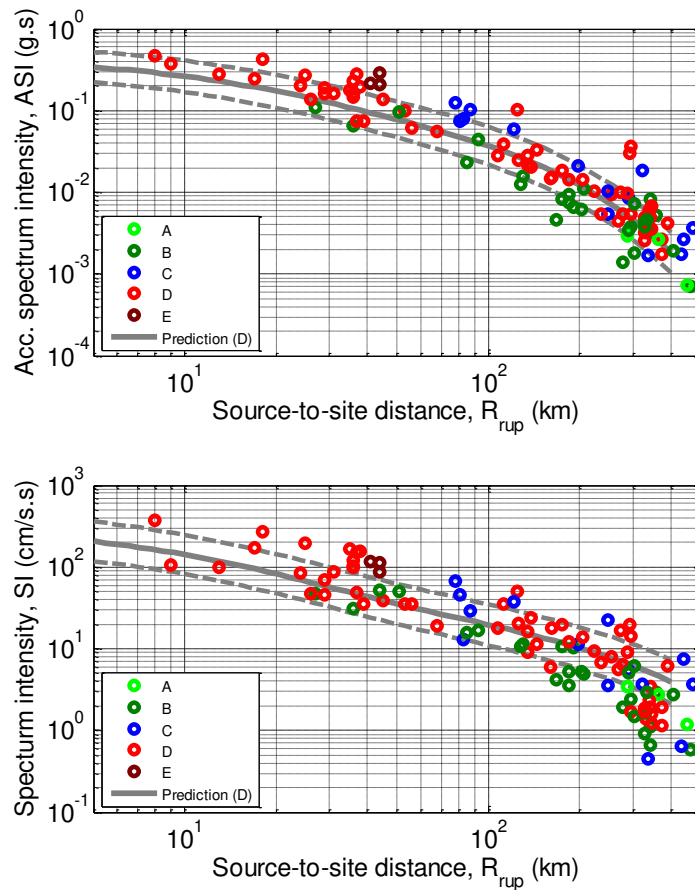 Acc. spectrum intensity, ASI (g.s)
10^0
10^-1
10^-2
10^-3
10^-4
A
B
C
D
E
Prediction (D)
10^1
10^2
Source-to-site distance, R_rup (km)
Specturm intensity, SI (cm/s.s)
10^3
10^2
10^1
10^0
10^-1
A
B
C
D
E
Prediction (D)
10^1
10^2
Source-to-site distance, R_rup (km)